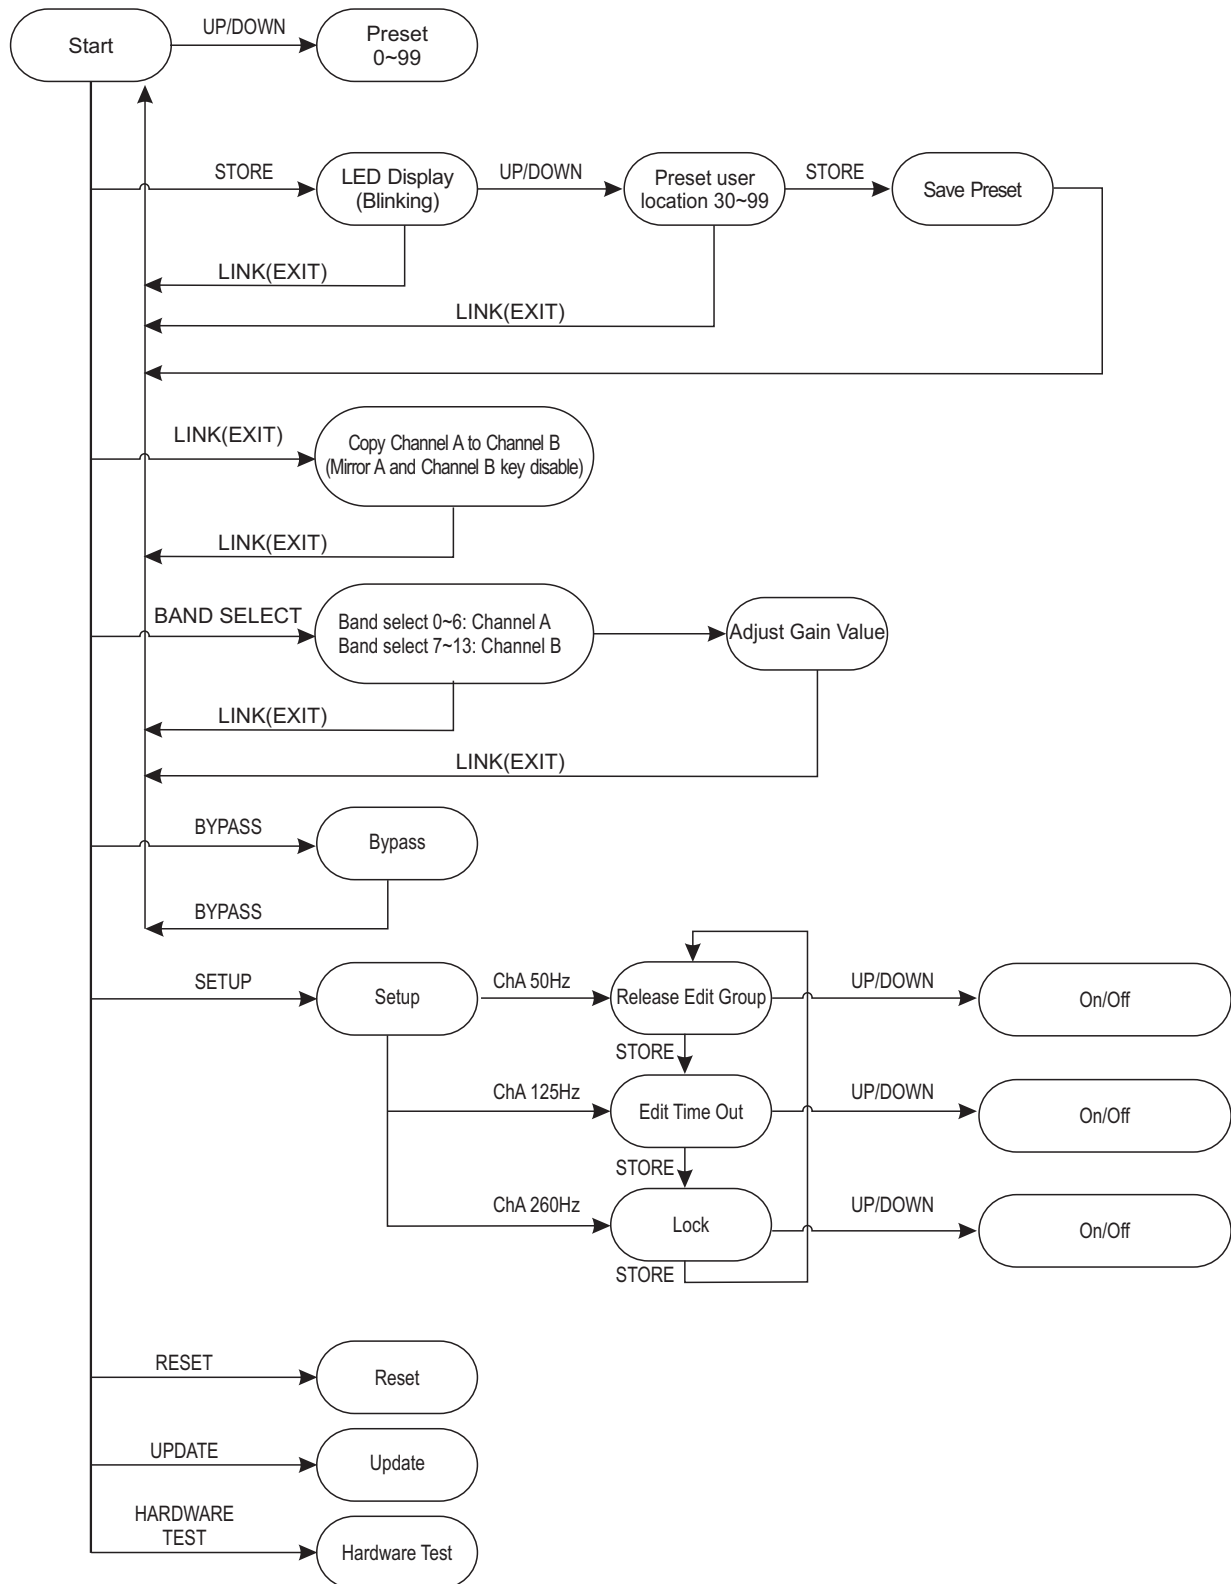 Start
UP/DOWN
Preset
0~99
STORE
LED Display
(Blinking)
UP/DOWN
Preset user
location 30~99
STORE
Save Preset
LINK(EXIT)
LINK(EXIT)
LINK(EXIT)
Copy Channel A to Channel B
(Mirror A and Channel B key disable)
LINK(EXIT)
BAND SELECT
Band select 0~6: Channel A
Band select 7~13: Channel B
Adjust Gain Value
LINK(EXIT)
LINK(EXIT)
BYPASS
Bypass
BYPASS
SETUP
Setup
ChA 50Hz
Release Edit Group
UP/DOWN
On/Off
STORE
ChA 125Hz
Edit Time Out
UP/DOWN
On/Off
STORE
ChA 260Hz
Lock
UP/DOWN
On/Off
STORE
RESET
Reset
UPDATE
Update
HARDWARE
TEST
Hardware Test